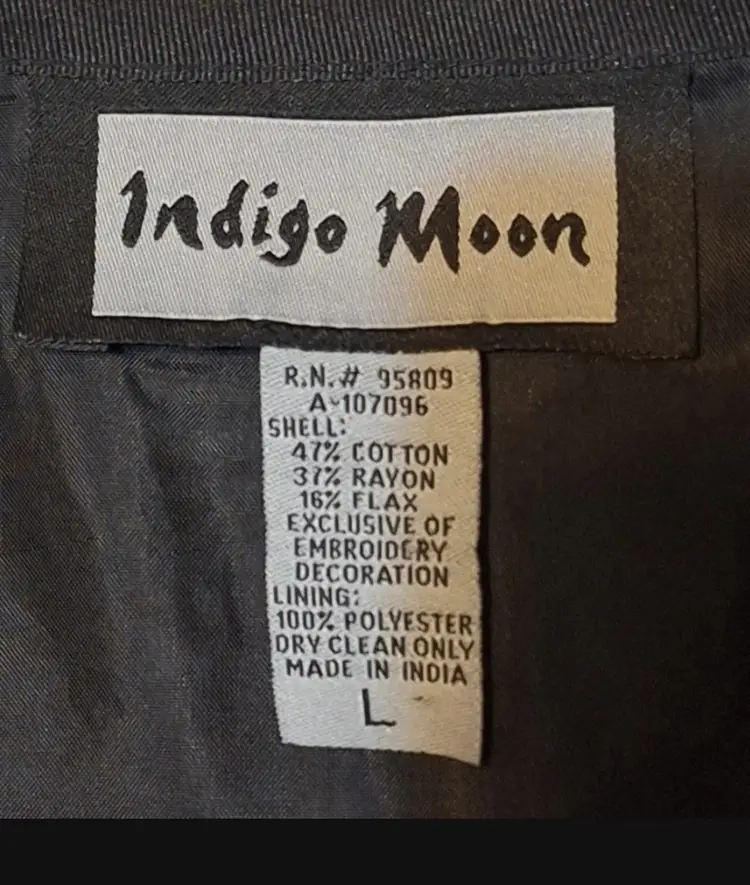 Indigo Moon
R.N.# 95809
A-107096
SHELL:
47% COTTON
37% RAYON
16% FLAX
EXCLUSIVE OF
EMBROIDERY
DECORATION
LINING:
100% POLYESTER
DRY CLEAN ONLY
MADE IN INDIA
L